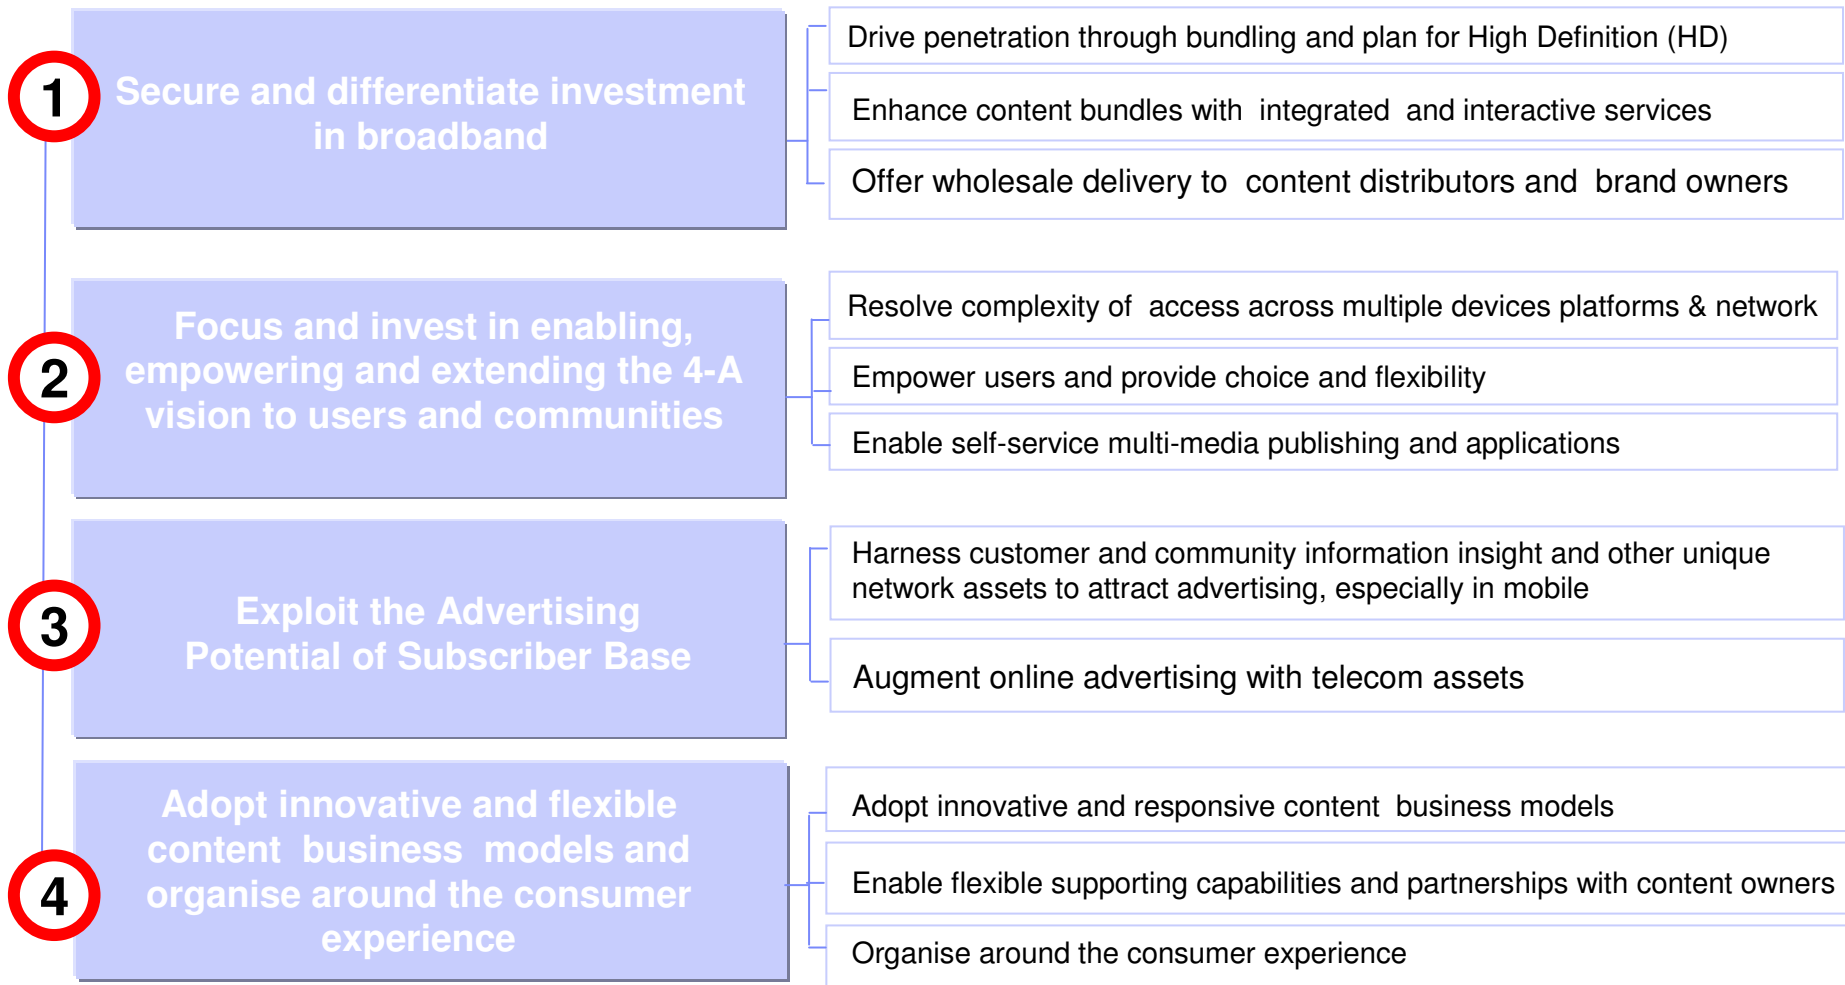 1
Secure and differentiate investment
in broadband
Drive penetration through bundling and plan for High Definition (HD)
Enhance content bundles with integrated and interactive services
Offer wholesale delivery to content distributors and brand owners
2
Focus and invest in enabling,
empowering and extending the 4-A
vision to users and communities
Resolve complexity of access across multiple devices platforms & network
Empower users and provide choice and flexibility
Enable self-service multi-media publishing and applications
3
Exploit the Advertising
Potential of Subscriber Base
Harness customer and community information insight and other unique
network assets to attract advertising, especially in mobile
Augment online advertising with telecom assets
4
Adopt innovative and flexible
content business models and
organise around the consumer
experience
Adopt innovative and responsive content business models
Enable flexible supporting capabilities and partnerships with content owners
Organise around the consumer experience